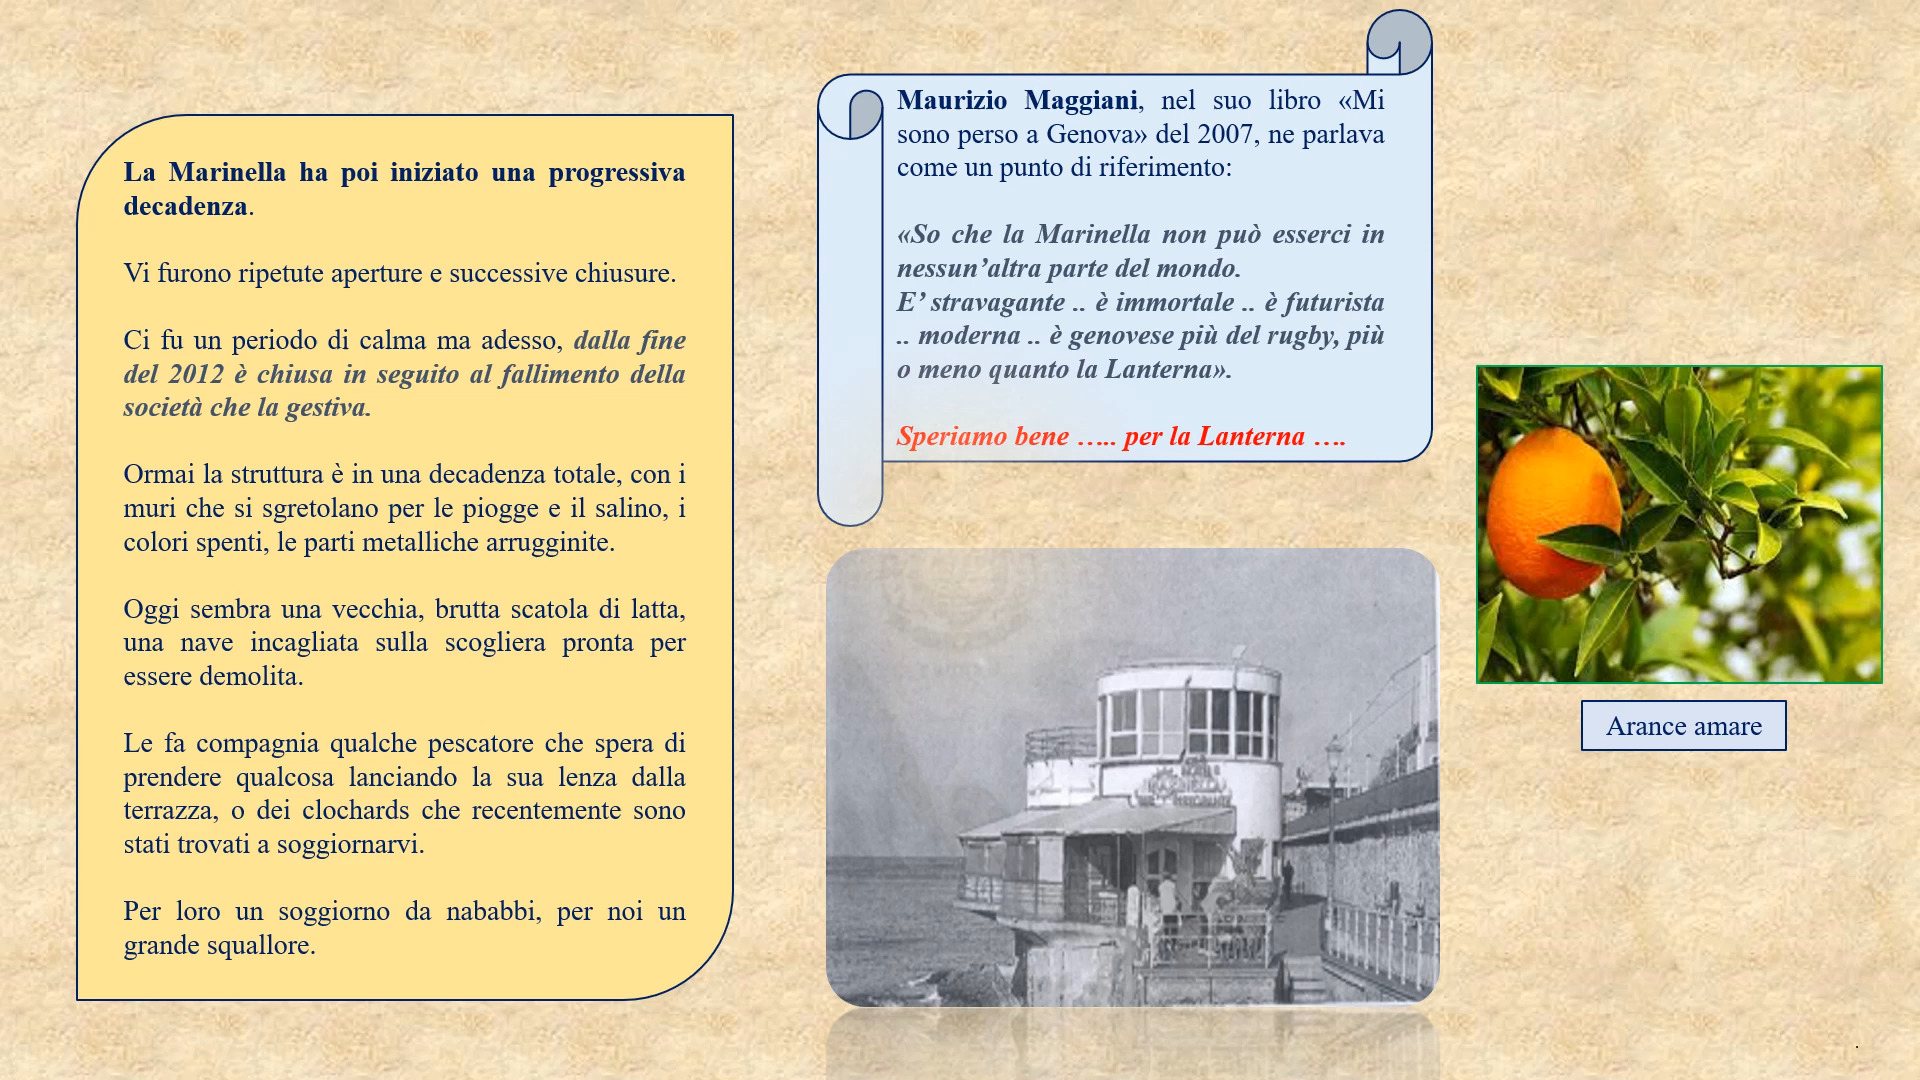 La Marinella ha poi iniziato una progressiva
decadenza.
Vi furono ripetute aperture e successive chiusure.
Ci fu un periodo di calma ma adesso, dalla fine
del 2012 è chiusa in seguito al fallimento della
società che la gestiva.
Ormai la struttura è in una decadenza totale, con i
muri che si sgretolano per le piogge e il salino, i
colori spenti, le parti metalliche arrugginite.
Oggi sembra una vecchia, brutta scatola di latta,
una nave incagliata sulla scogliera pronta per
essere demolita.
Le fa compagnia qualche pescatore che spera di
prendere qualcosa lanciando la sua lenza dalla
terrazza, o dei clochards che recentemente sono
stati trovati a soggiornarvi.
Per loro un soggiorno da nababbi, per noi un
grande squallore.
Maurizio Maggiani, nel suo libro «Mi
sono perso a Genova» del 2007, ne parlava
come un punto di riferimento:
«So che la Marinella non può esserci in
nessun’altra parte del mondo.
E’ stravagante .. è immortale .. è futurista
.. moderna .. è genovese più del rugby, più
o meno quanto la Lanterna».
Speriamo bene ….. per la Lanterna ….
MARINELLA
Arance amare
.